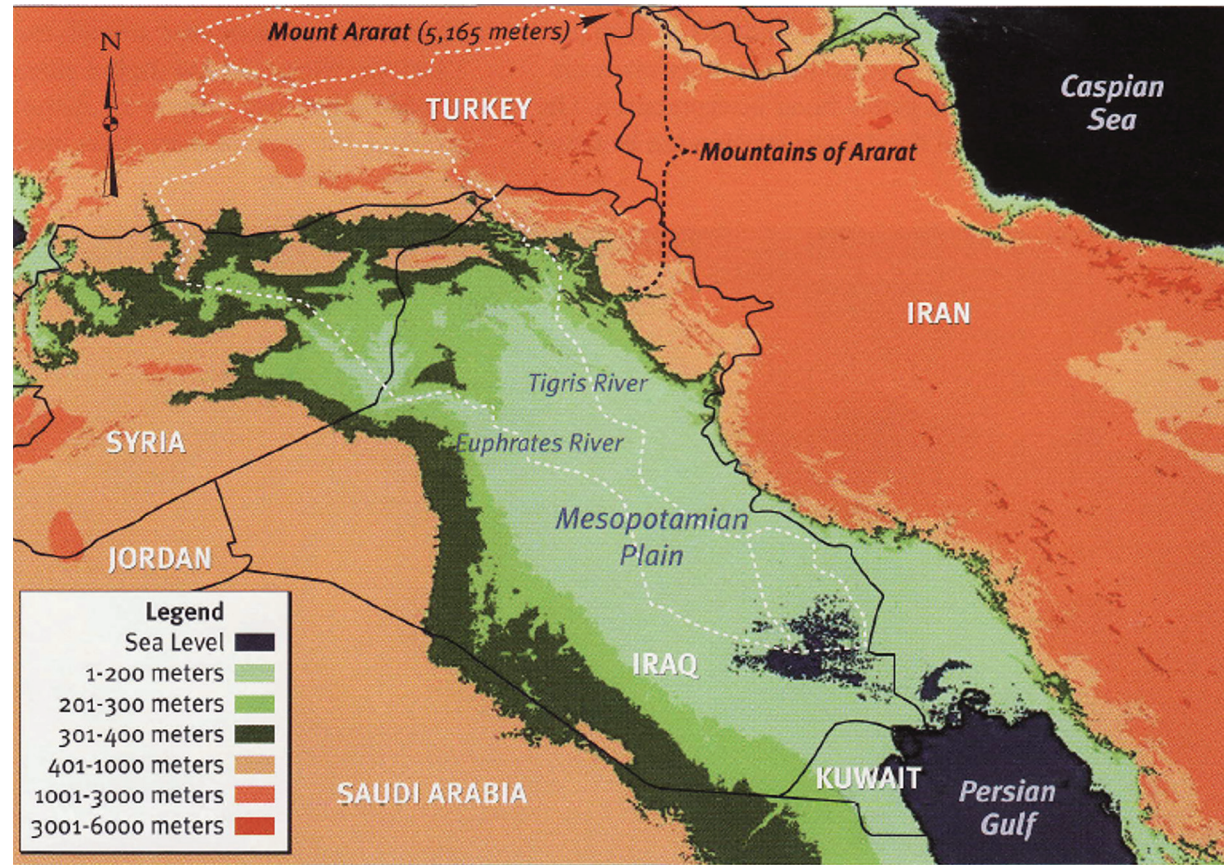 N
Mount Ararat (5,165 meters)
TURKEY
Caspian
Sea
Mountains of Ararat
IRAN
Tigris River
SYRIA
Euphrates River
Mesopotamian
Plain
JORDAN
IRAQ
KUWAIT
SAUDI ARABIA
Persian
Gulf
Legend
Sea Level
1-200 meters
201-300 meters
301-400 meters
401-1000 meters
1001-3000 meters
3001-6000 meters